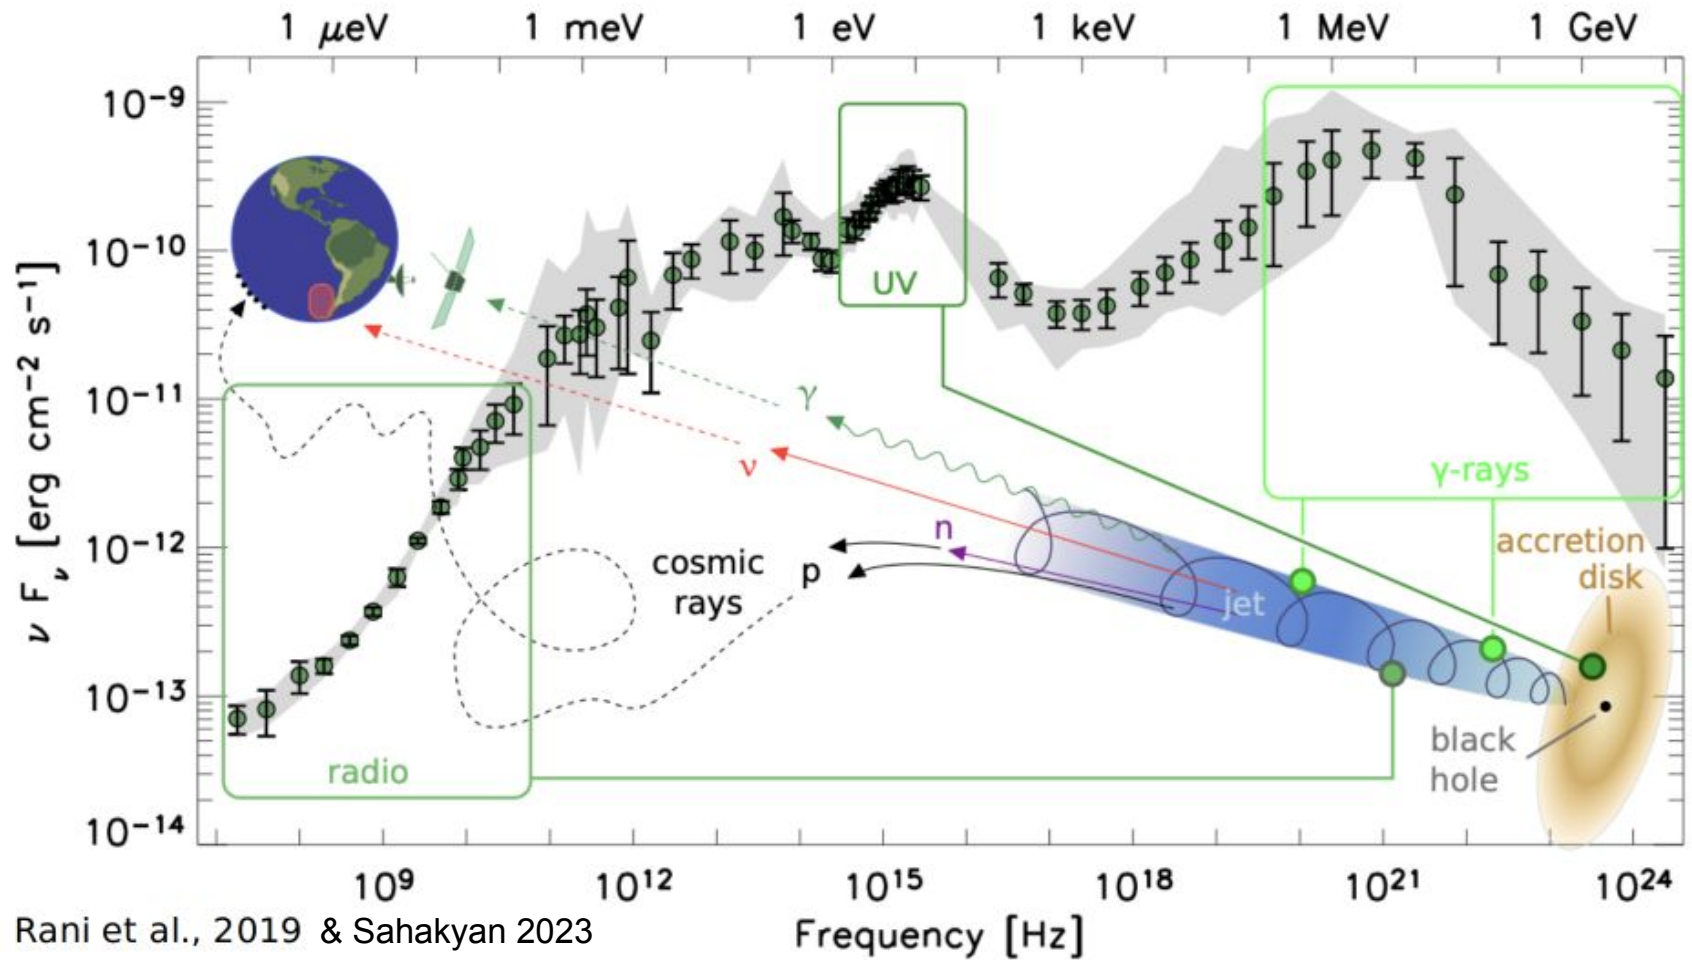 1 μeV 1 meV 1 eV 1 keV 1 MeV 1 GeV
10⁻⁹
10⁻¹⁰
10⁻¹¹
10⁻¹²
10⁻¹³
10⁻¹⁴
ν Fᵥ [erg cm⁻² s⁻¹]
UV
γ-rays
γ
ν
n
p
cosmic
rays
jet
accretion
disk
black
hole
radio
10⁹ 10¹² 10¹⁵ 10¹⁸ 10²¹ 10²⁴
Frequency [Hz]
Rani et al., 2019 & Sahakyan 2023